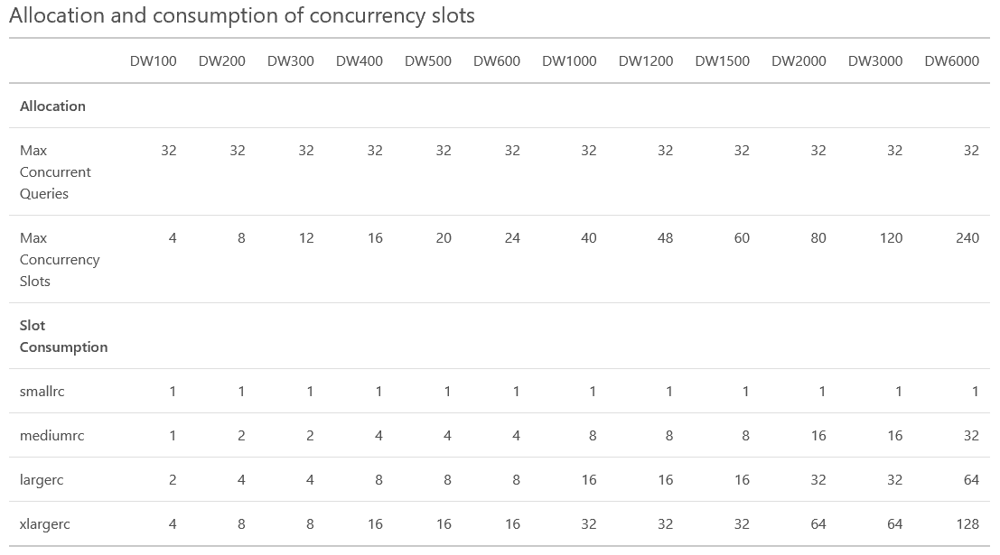 Allocation and consumption of concurrency slots
DW100 DW200 DW300 DW400 DW500 DW600 DW1000 DW1200 DW1500 DW2000 DW3000 DW6000
Allocation
Max Concurrent Queries 32 32 32 32 32 32 32 32 32 32 32 32
Max Concurrency Slots 4 8 12 16 20 24 40 48 60 80 120 240
Slot Consumption
smallrc 1 1 1 1 1 1 1 1 1 1 1 1
mediumrc 1 2 2 4 4 4 8 8 8 16 16 32
largerc 2 4 4 8 8 8 16 16 16 32 32 64
xlargerc 4 8 8 16 16 16 32 32 32 64 64 128